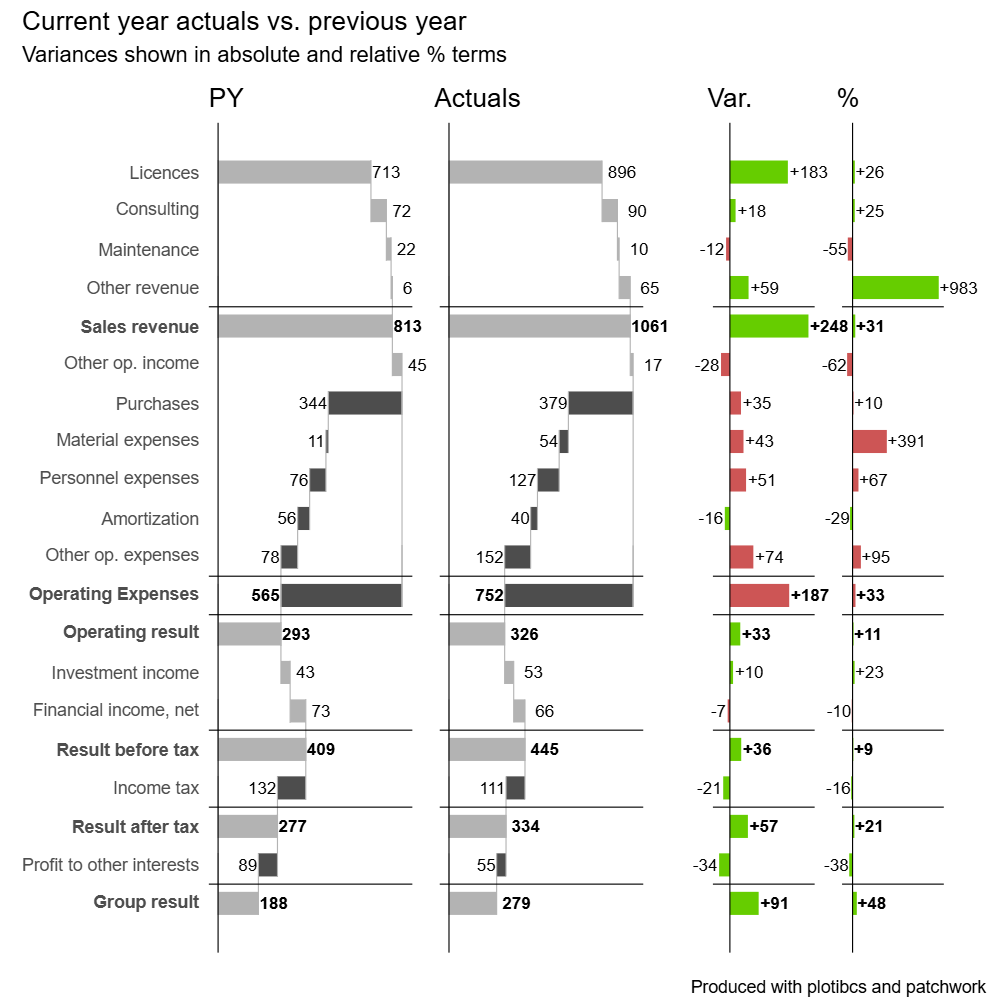 Current year actuals vs. previous year
Variances shown in absolute and relative % terms
PY Actuals Var. %
Licences 713 896 +183 +26
Consulting 72 90 +18 +25
Maintenance 22 10 -12 -55
Other revenue 6 65 +59 +983
Sales revenue 813 1061 +248 +31
Other op. income 45 17 -28 -62
Purchases 344 379 +35 +10
Material expenses 11 54 +43 +391
Personnel expenses 76 127 +51 +67
Amortization 56 40 -16 -29
Other op. expenses 78 152 +74 +95
Operating Expenses 565 752 +187 +33
Operating result 293 326 +33 +11
Investment income 43 53 +10 +23
Financial income, net 73 66 -7 -10
Result before tax 409 445 +36 +9
Income tax 132 111 -21 -16
Result after tax 277 334 +57 +21
Profit to other interests 89 55 -34 -38
Group result 188 279 +91 +48
Produced with plotibcs and patchwork